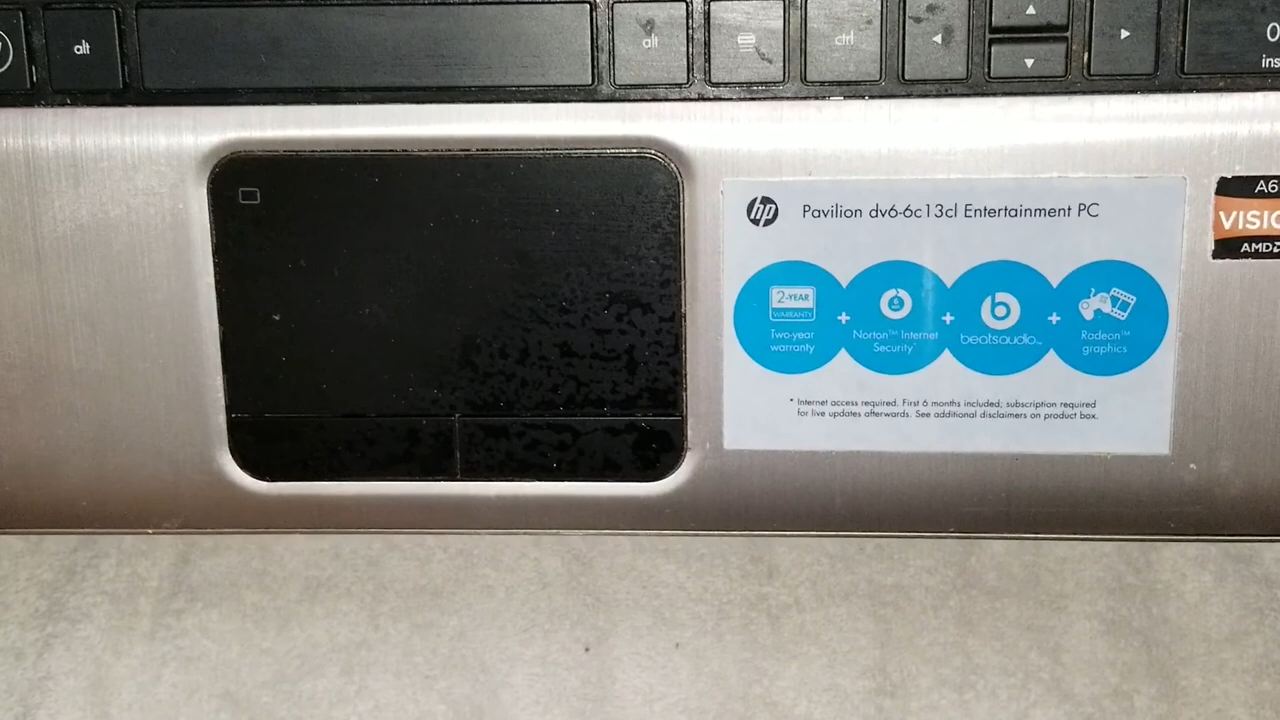 alt
alt
ctrl
0
ins
hp
Pavilion dv6-6c13cl Entertainment PC
A6
VISIO
AMD
2-YEAR
WARRANTY
Two-year
warranty
+
6
Norton™ Internet
Security*
+
b
beatsaudio™
+
Radeon™
graphics
* Internet access required. First 6 months included; subscription required
for live updates afterwards. See additional disclaimers on product box.